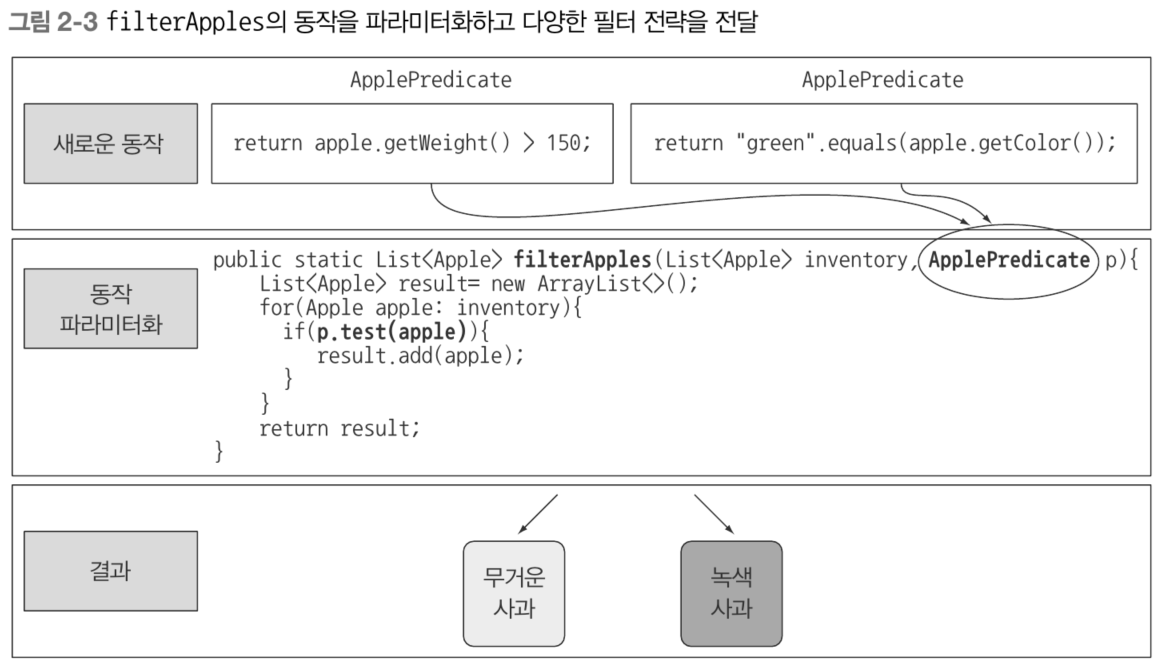 그림 2-3 filterApples의 동작을 파라미터화하고 다양한 필터 전략을 전달
ApplePredicate
ApplePredicate
새로운 동작
return apple.getWeight() > 150;
return "green".equals(apple.getColor());
동작
파라미터화
public static List<Apple> filterApples(List<Apple> inventory, ApplePredicate p){
List<Apple> result= new ArrayList<>();
for(Apple apple: inventory){
if(p.test(apple)){
result.add(apple);
}
}
return result;
}
결과
무거운
사과
녹색
사과